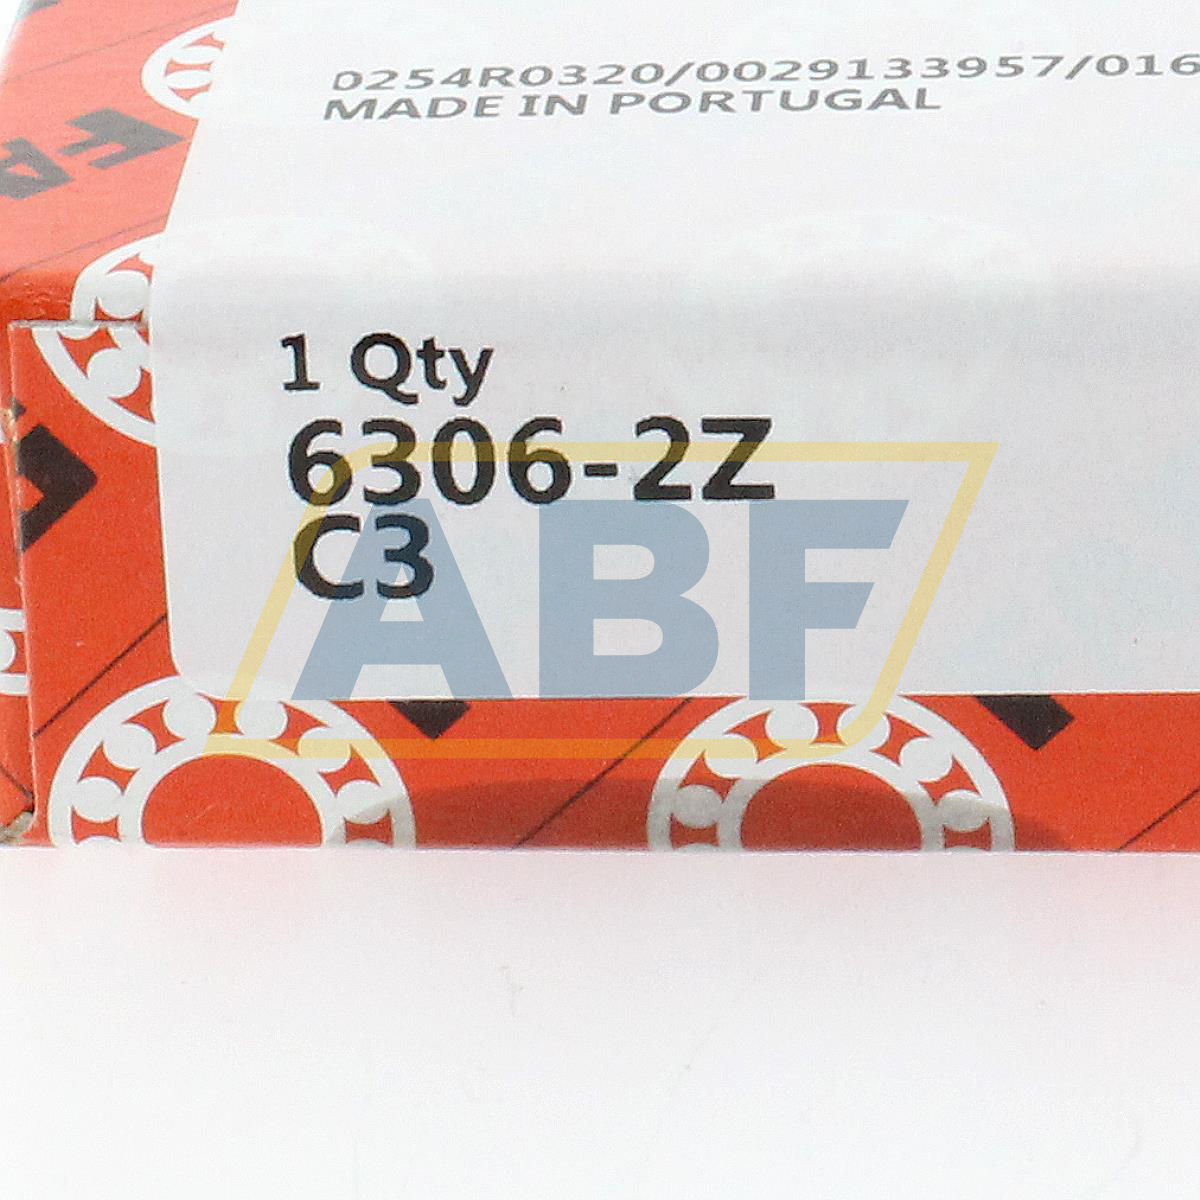 0254R0320/0029133957/016
MADE IN PORTUGAL
1 Qty
6306-2Z
C3
ABF